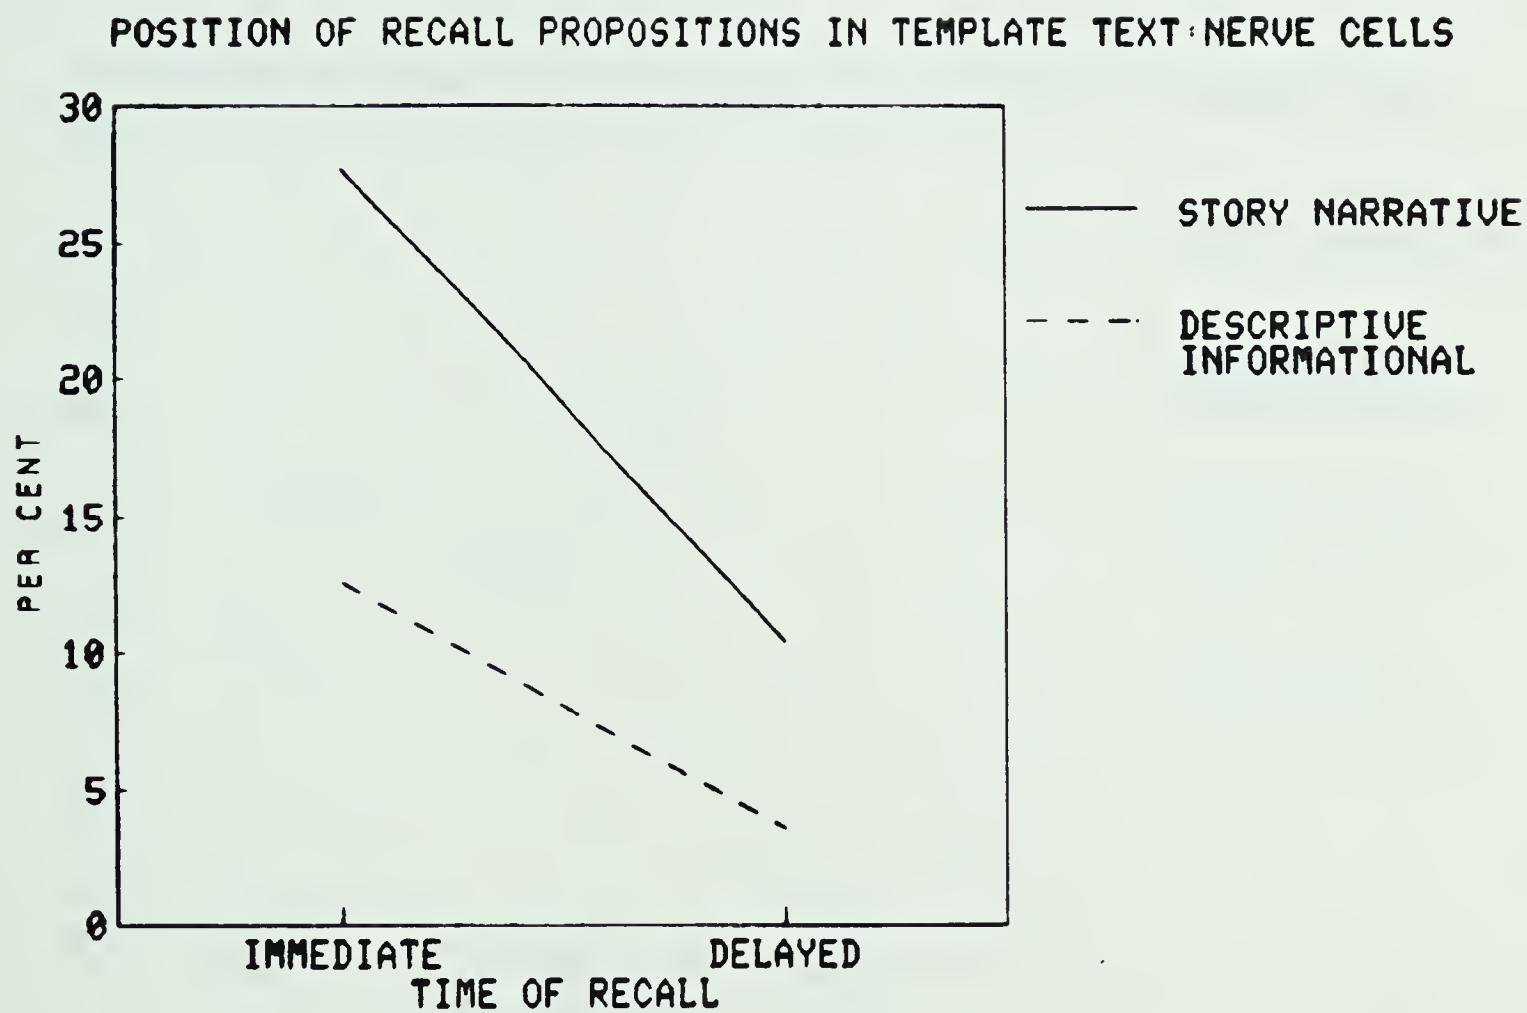 POSITION OF RECALL PROPOSITIONS IN TEMPLATE TEXT:NERVE CELLS
30
25
20
15
10
5
0
PER CENT
STORY NARRATIVE
DESCRIPTIVE
INFORMATIONAL
IMMEDIATE
DELAYED
TIME OF RECALL